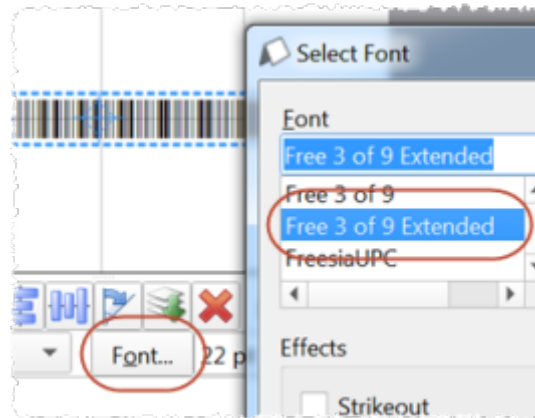 Select Font
Font
Free 3 of 9 Extended
Free 3 of 9
Free 3 of 9 Extended
FreesiaUPC
Font... 22 p
Effects
Strikeout